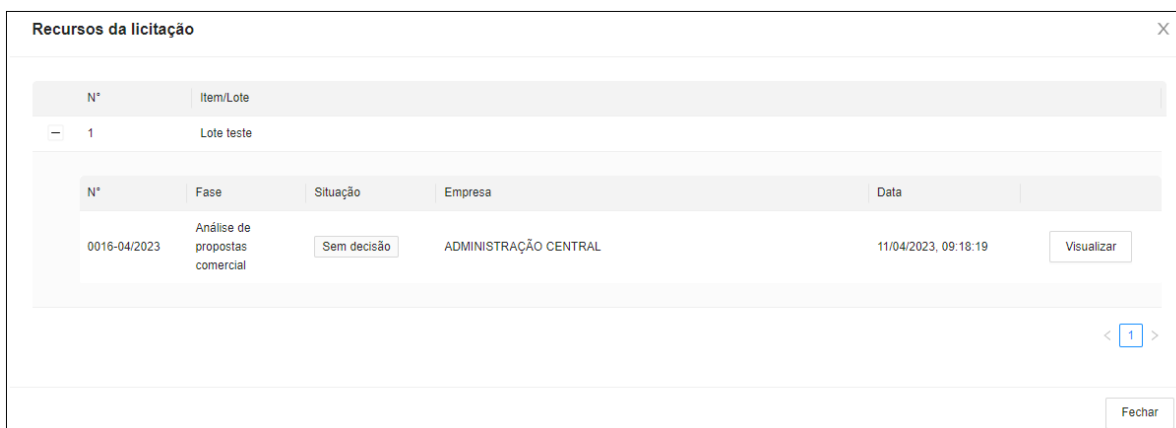 Recursos da licitação
N° Item/Lote
1 Lote teste
N° Fase Situação Empresa Data
0016-04/2023 Análise de propostas comercial Sem decisão ADMINISTRAÇÃO CENTRAL 11/04/2023, 09:18:19 Visualizar
< 1 >
Fechar